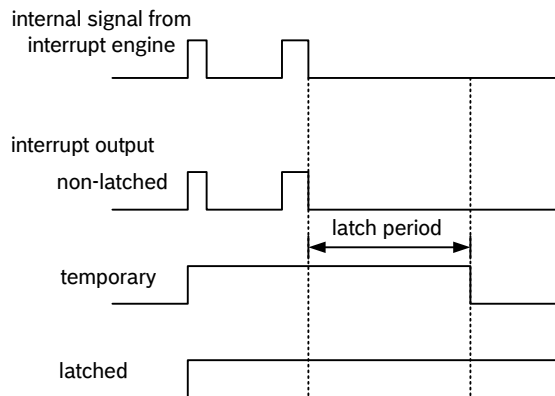 internal signal from
interrupt engine
interrupt output
non-latched
latch period
temporary
latched